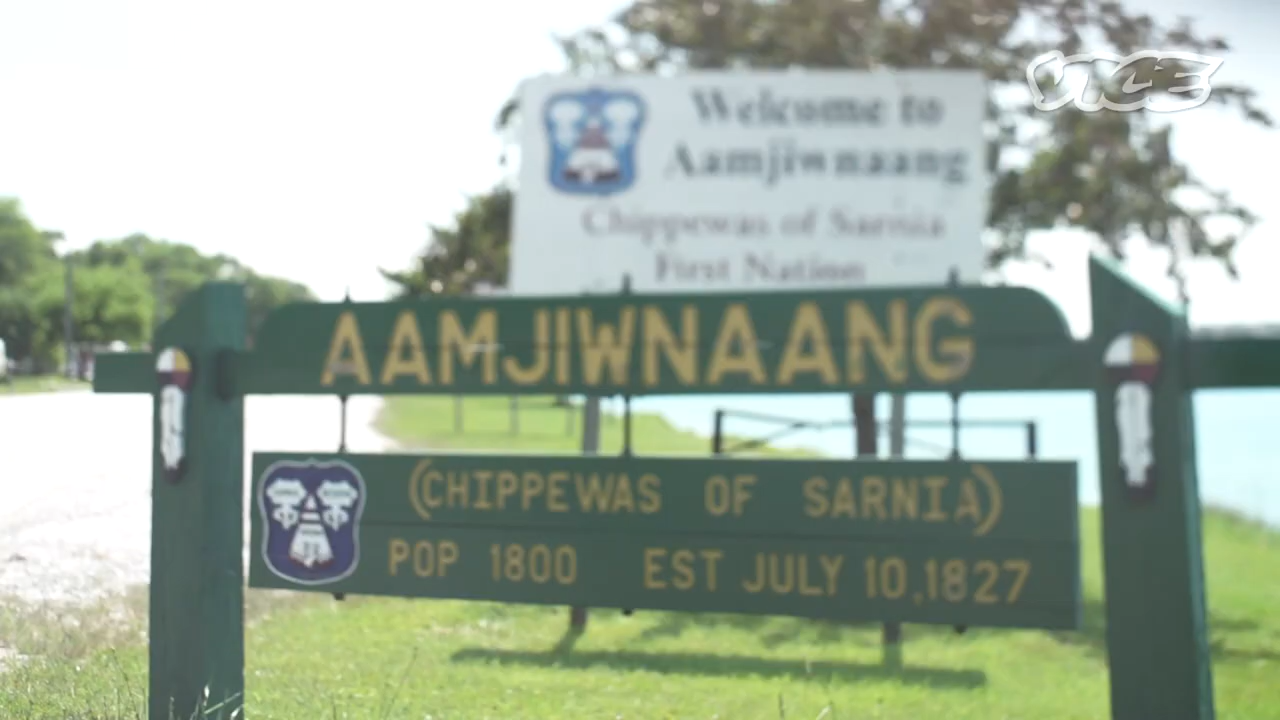 VICE
Welcome to
Aamjiwnaang
Chippewas of Sarnia
First Nation
AAMJIWNAANG
(CHIPPEWAS OF SARNIA)
POP 1800 EST JULY 10,1827